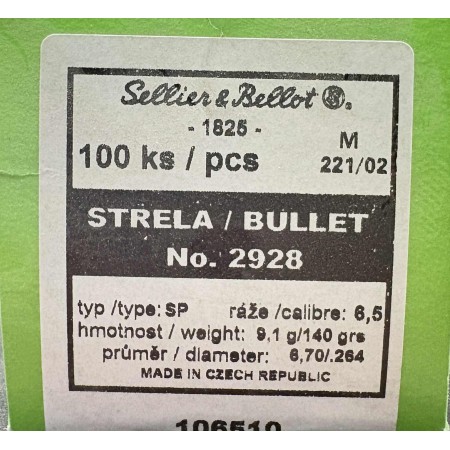 Sellier & Bellot ®.
- 1825 -
100 ks / pcs
M
221/02
STRELA / BULLET
No. 2928
typ /type: SP ráže /calibre: 6,5
hmotnost / weight: 9,1 g/140 grs
průměr / diameter: 6,70/.264
MADE IN CZECH REPUBLIC
106510